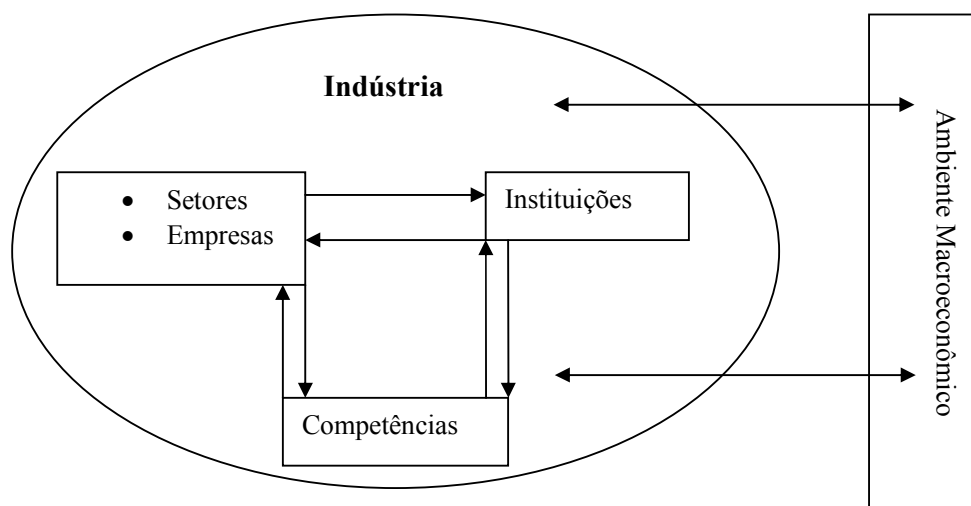 Indústria
• Setores
• Empresas
Instituições
Competências
Ambiente Macroeconômico